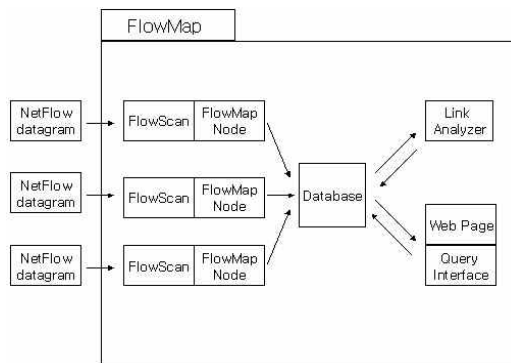 FlowMap
NetFlow
datagram
FlowScan
FlowMap
Node
NetFlow
datagram
FlowScan
FlowMap
Node
NetFlow
datagram
FlowScan
FlowMap
Node
Database
Link
Analyzer
Web Page
Query
Interface